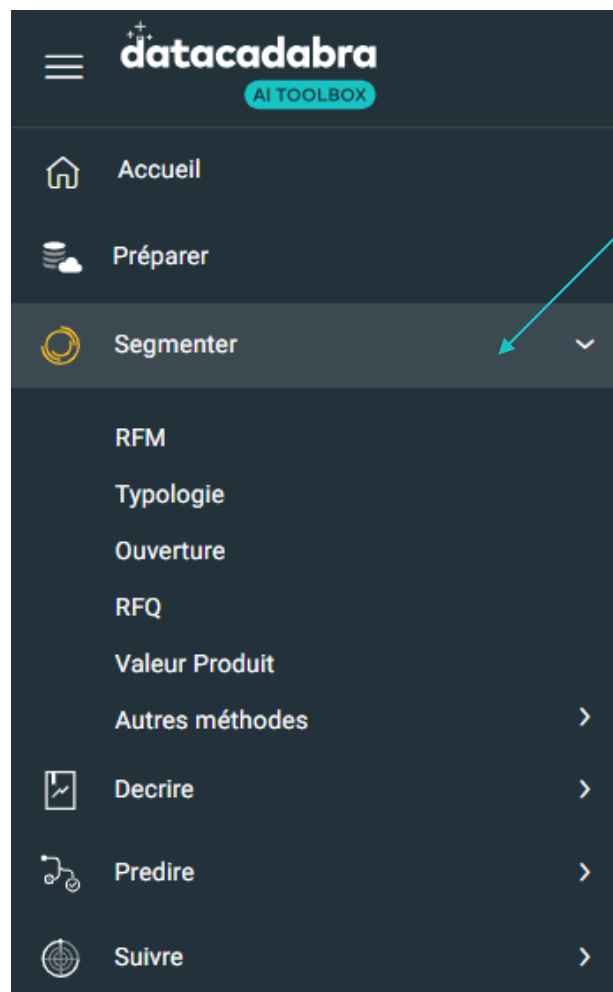 datacadabra
AI TOOLBOX
Accueil
Préparer
Segmenter
RFM
Typologie
Ouverture
RFQ
Valeur Produit
Autres méthodes
Decrire
Predire
Suivre